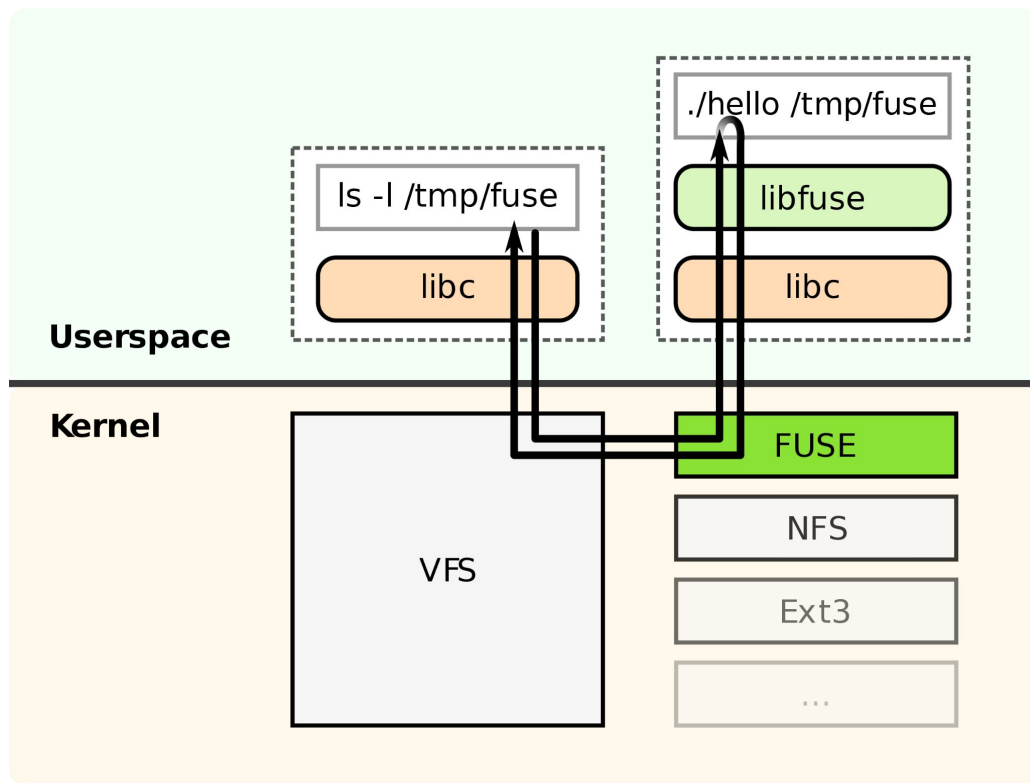 ./hello /tmp/fuse
ls -l /tmp/fuse
libfuse
libc
libc
Userspace
Kernel
FUSE
NFS
VFS
Ext3
...